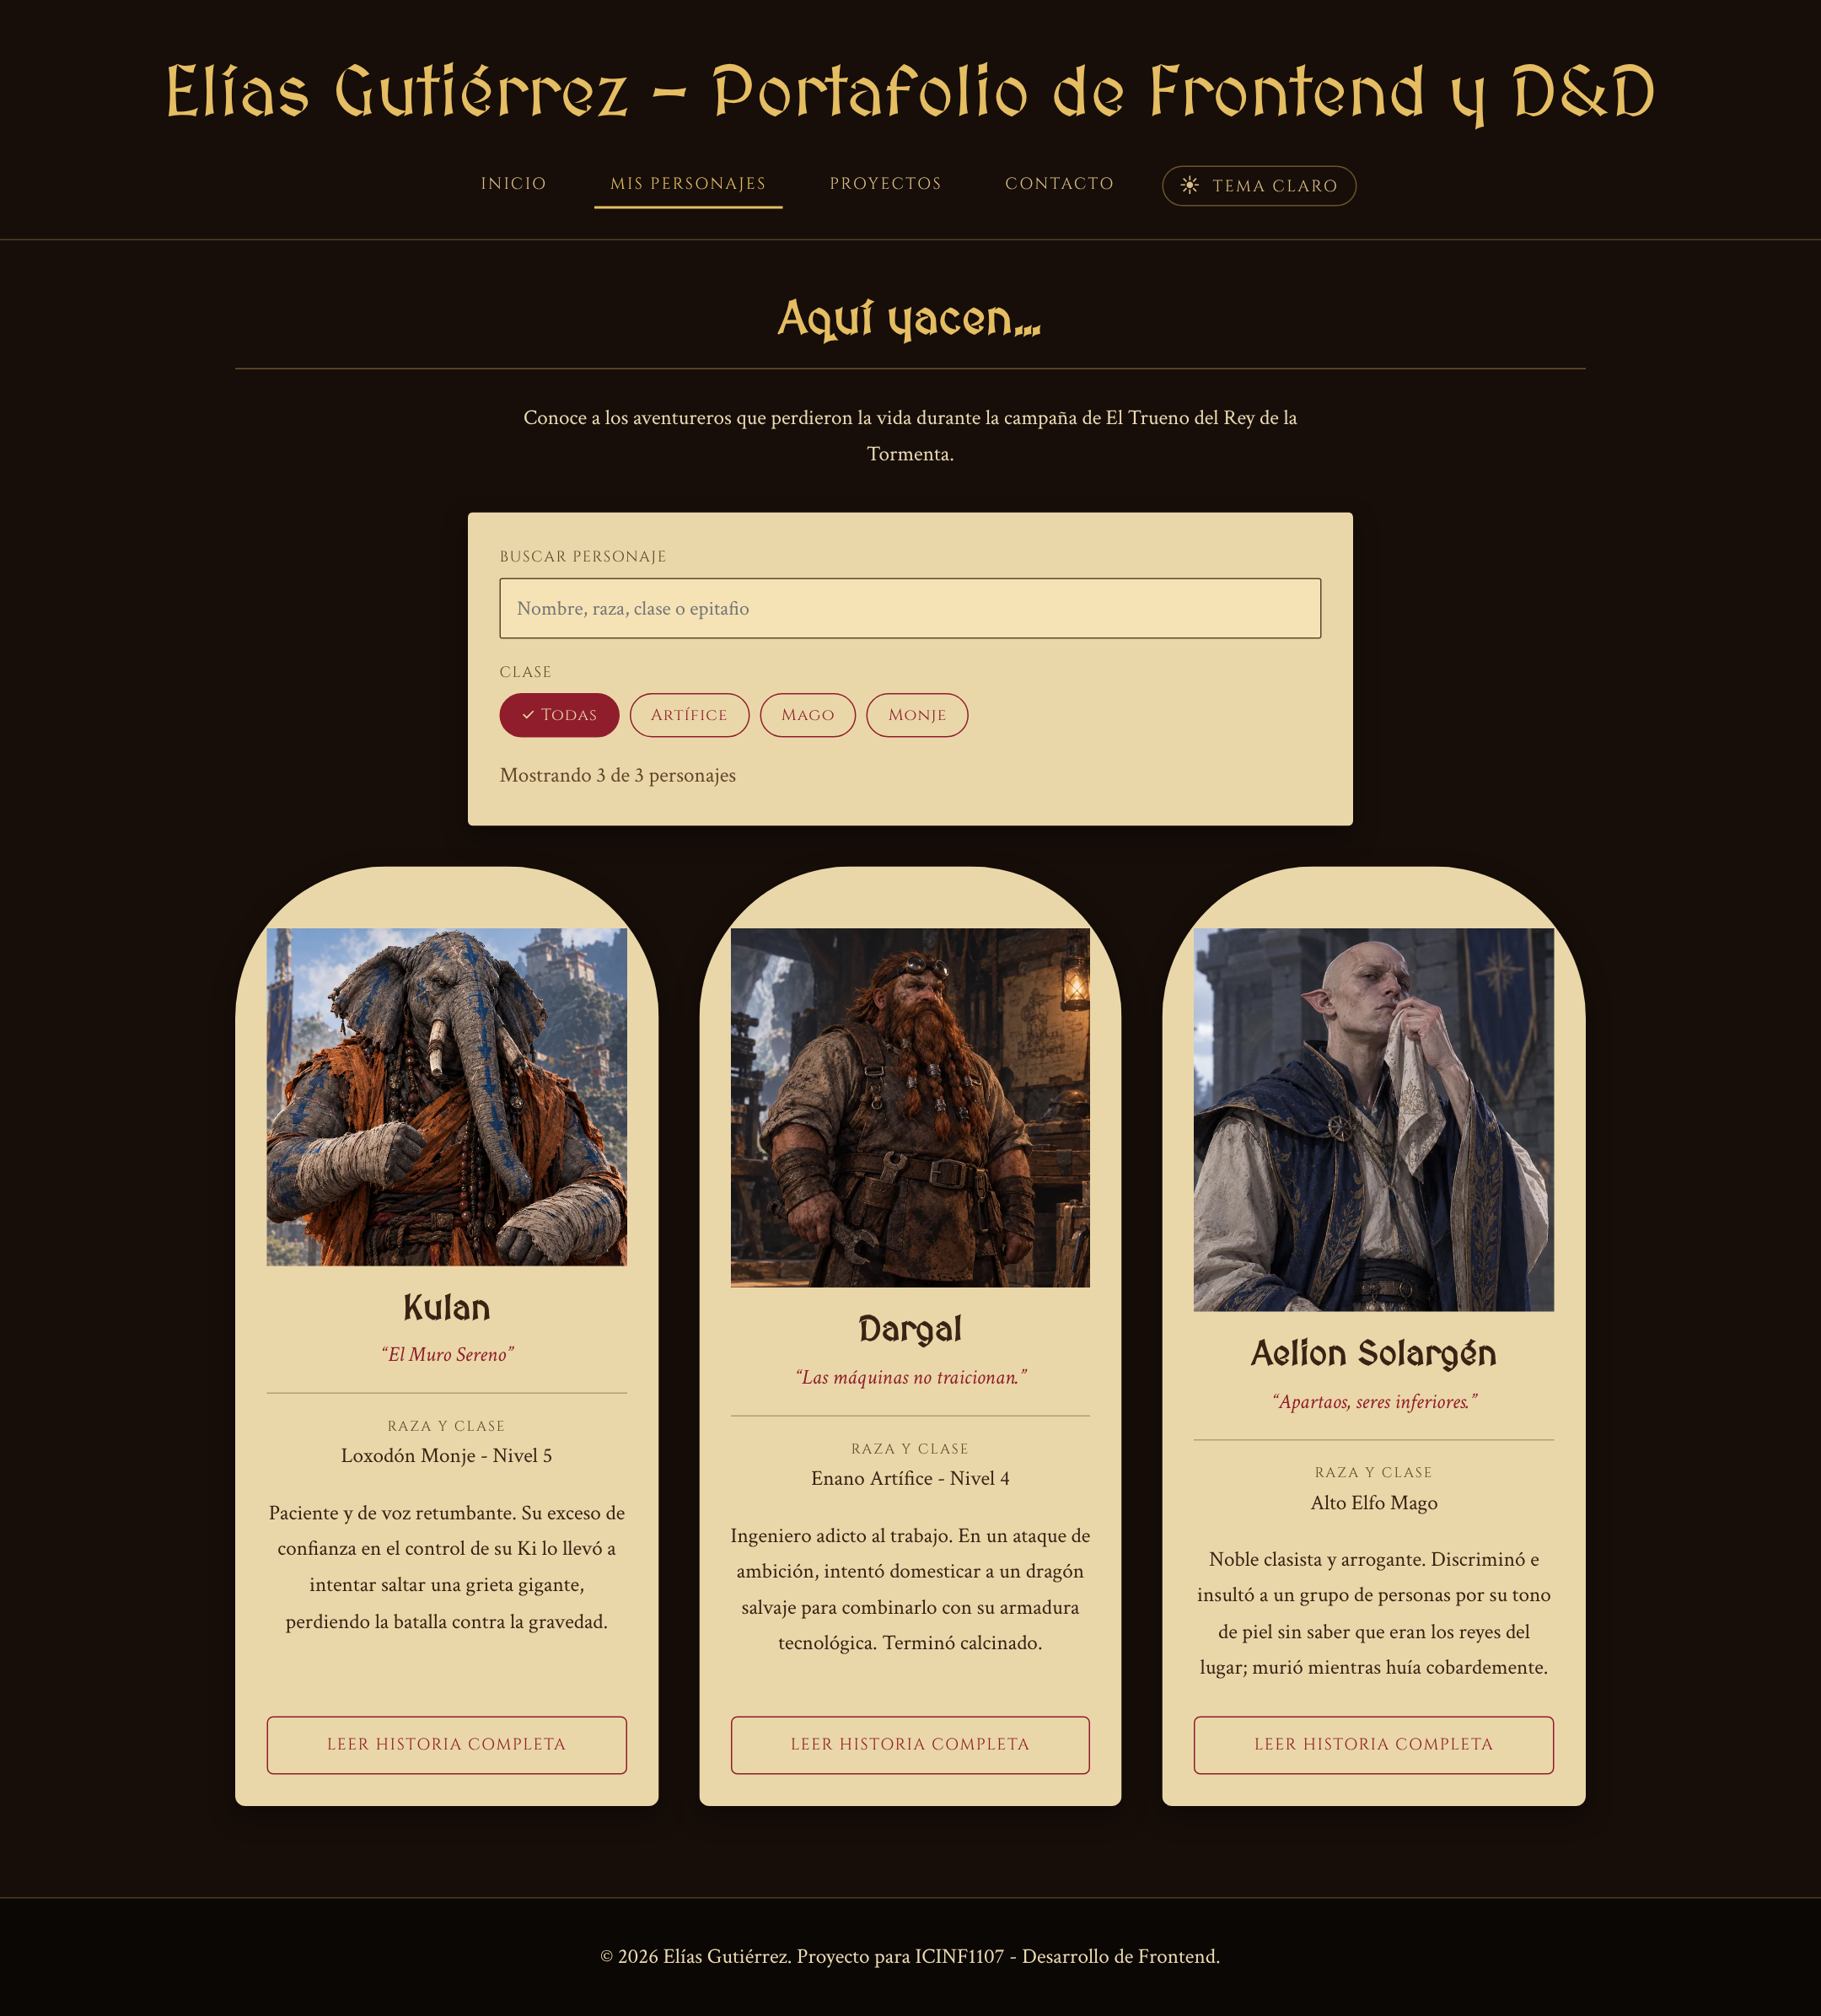 Elías Gutiérrez – Portafolio de Frontend y D&D
INICIO
MIS PERSONAJES
PROYECTOS
CONTACTO
☀ TEMA CLARO
Aquí yacen...
Conoce a los aventureros que perdieron la vida durante la campaña de El Trueno del Rey de la
Tormenta.
BUSCAR PERSONAJE
Nombre, raza, clase o epitafio
CLASE
✓ Todas
Artífice
Mago
Monje
Mostrando 3 de 3 personajes
Kulan
“El Muro Sereno”
RAZA Y CLASE
Loxodón Monje - Nivel 5
Paciente y de voz retumbante. Su exceso de
confianza en el control de su Ki lo llevó a
intentar saltar una grieta gigante,
perdiendo la batalla contra la gravedad.
LEER HISTORIA COMPLETA
Dargal
“Las máquinas no traicionan.”
RAZA Y CLASE
Enano Artífice - Nivel 4
Ingeniero adicto al trabajo. En un ataque de
ambición, intentó domesticar a un dragón
salvaje para combinarlo con su armadura
tecnológica. Terminó calcinado.
LEER HISTORIA COMPLETA
Aelion Solargén
“Apartaos, seres inferiores.”
RAZA Y CLASE
Alto Elfo Mago
Noble clasista y arrogante. Discriminó e
insultó a un grupo de personas por su tono
de piel sin saber que eran los reyes del
lugar; murió mientras huía cobardemente.
LEER HISTORIA COMPLETA
© 2026 Elías Gutiérrez. Proyecto para ICINF1107 - Desarrollo de Frontend.